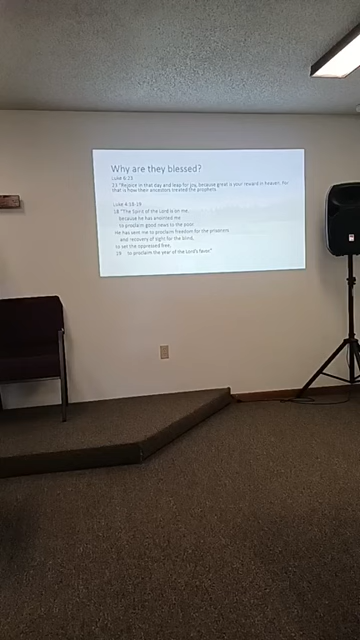 Why are they blessed?
Luke 6:23
23 "Rejoice in that day and leap for joy, because great is your reward in heaven. For
that is how their ancestors treated the prophets.
Luke 4:18-19
18 "The Spirit of the Lord is on me,
because he has anointed me
to proclaim good news to the poor.
He has sent me to proclaim freedom for the prisoners
and recovery of sight for the blind,
to set the oppressed free,
19 to proclaim the year of the Lord's favor."